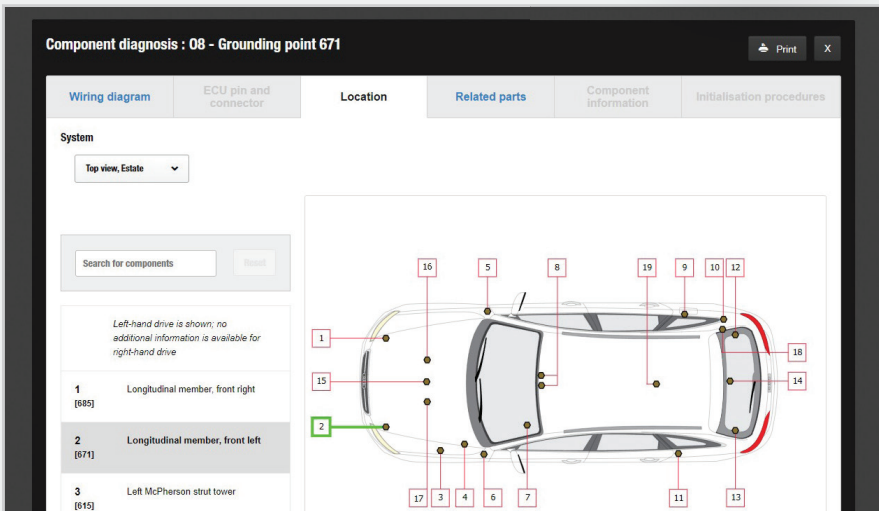 Component diagnosis : 08 - Grounding point 671
Print
X
Wiring diagram
ECU pin and
connector
Location
Related parts
Component
information
Initialisation procedures
System
Top view, Estate
Search for components
Left-hand drive is shown; no
additional information is available for
right-hand drive
1
Longitudinal member, front right
[685]
2
Longitudinal member, front left
[671]
3
Left McPherson strut tower
[615]
16
5
8
19
9
10
12
1
18
15
14
2
17
3
4
6
7
11
13